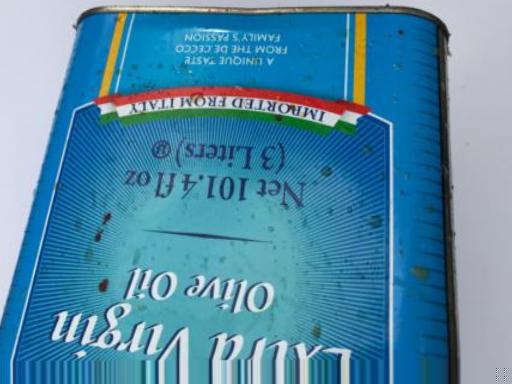 Extra Virgin
Olive Oil
Net 101.4 fl oz
(3 Liters) ⓤ
IMPORTED FROM ITALY
A UNIQUE TASTE
FROM THE DE CECCO
FAMILY'S PASSION